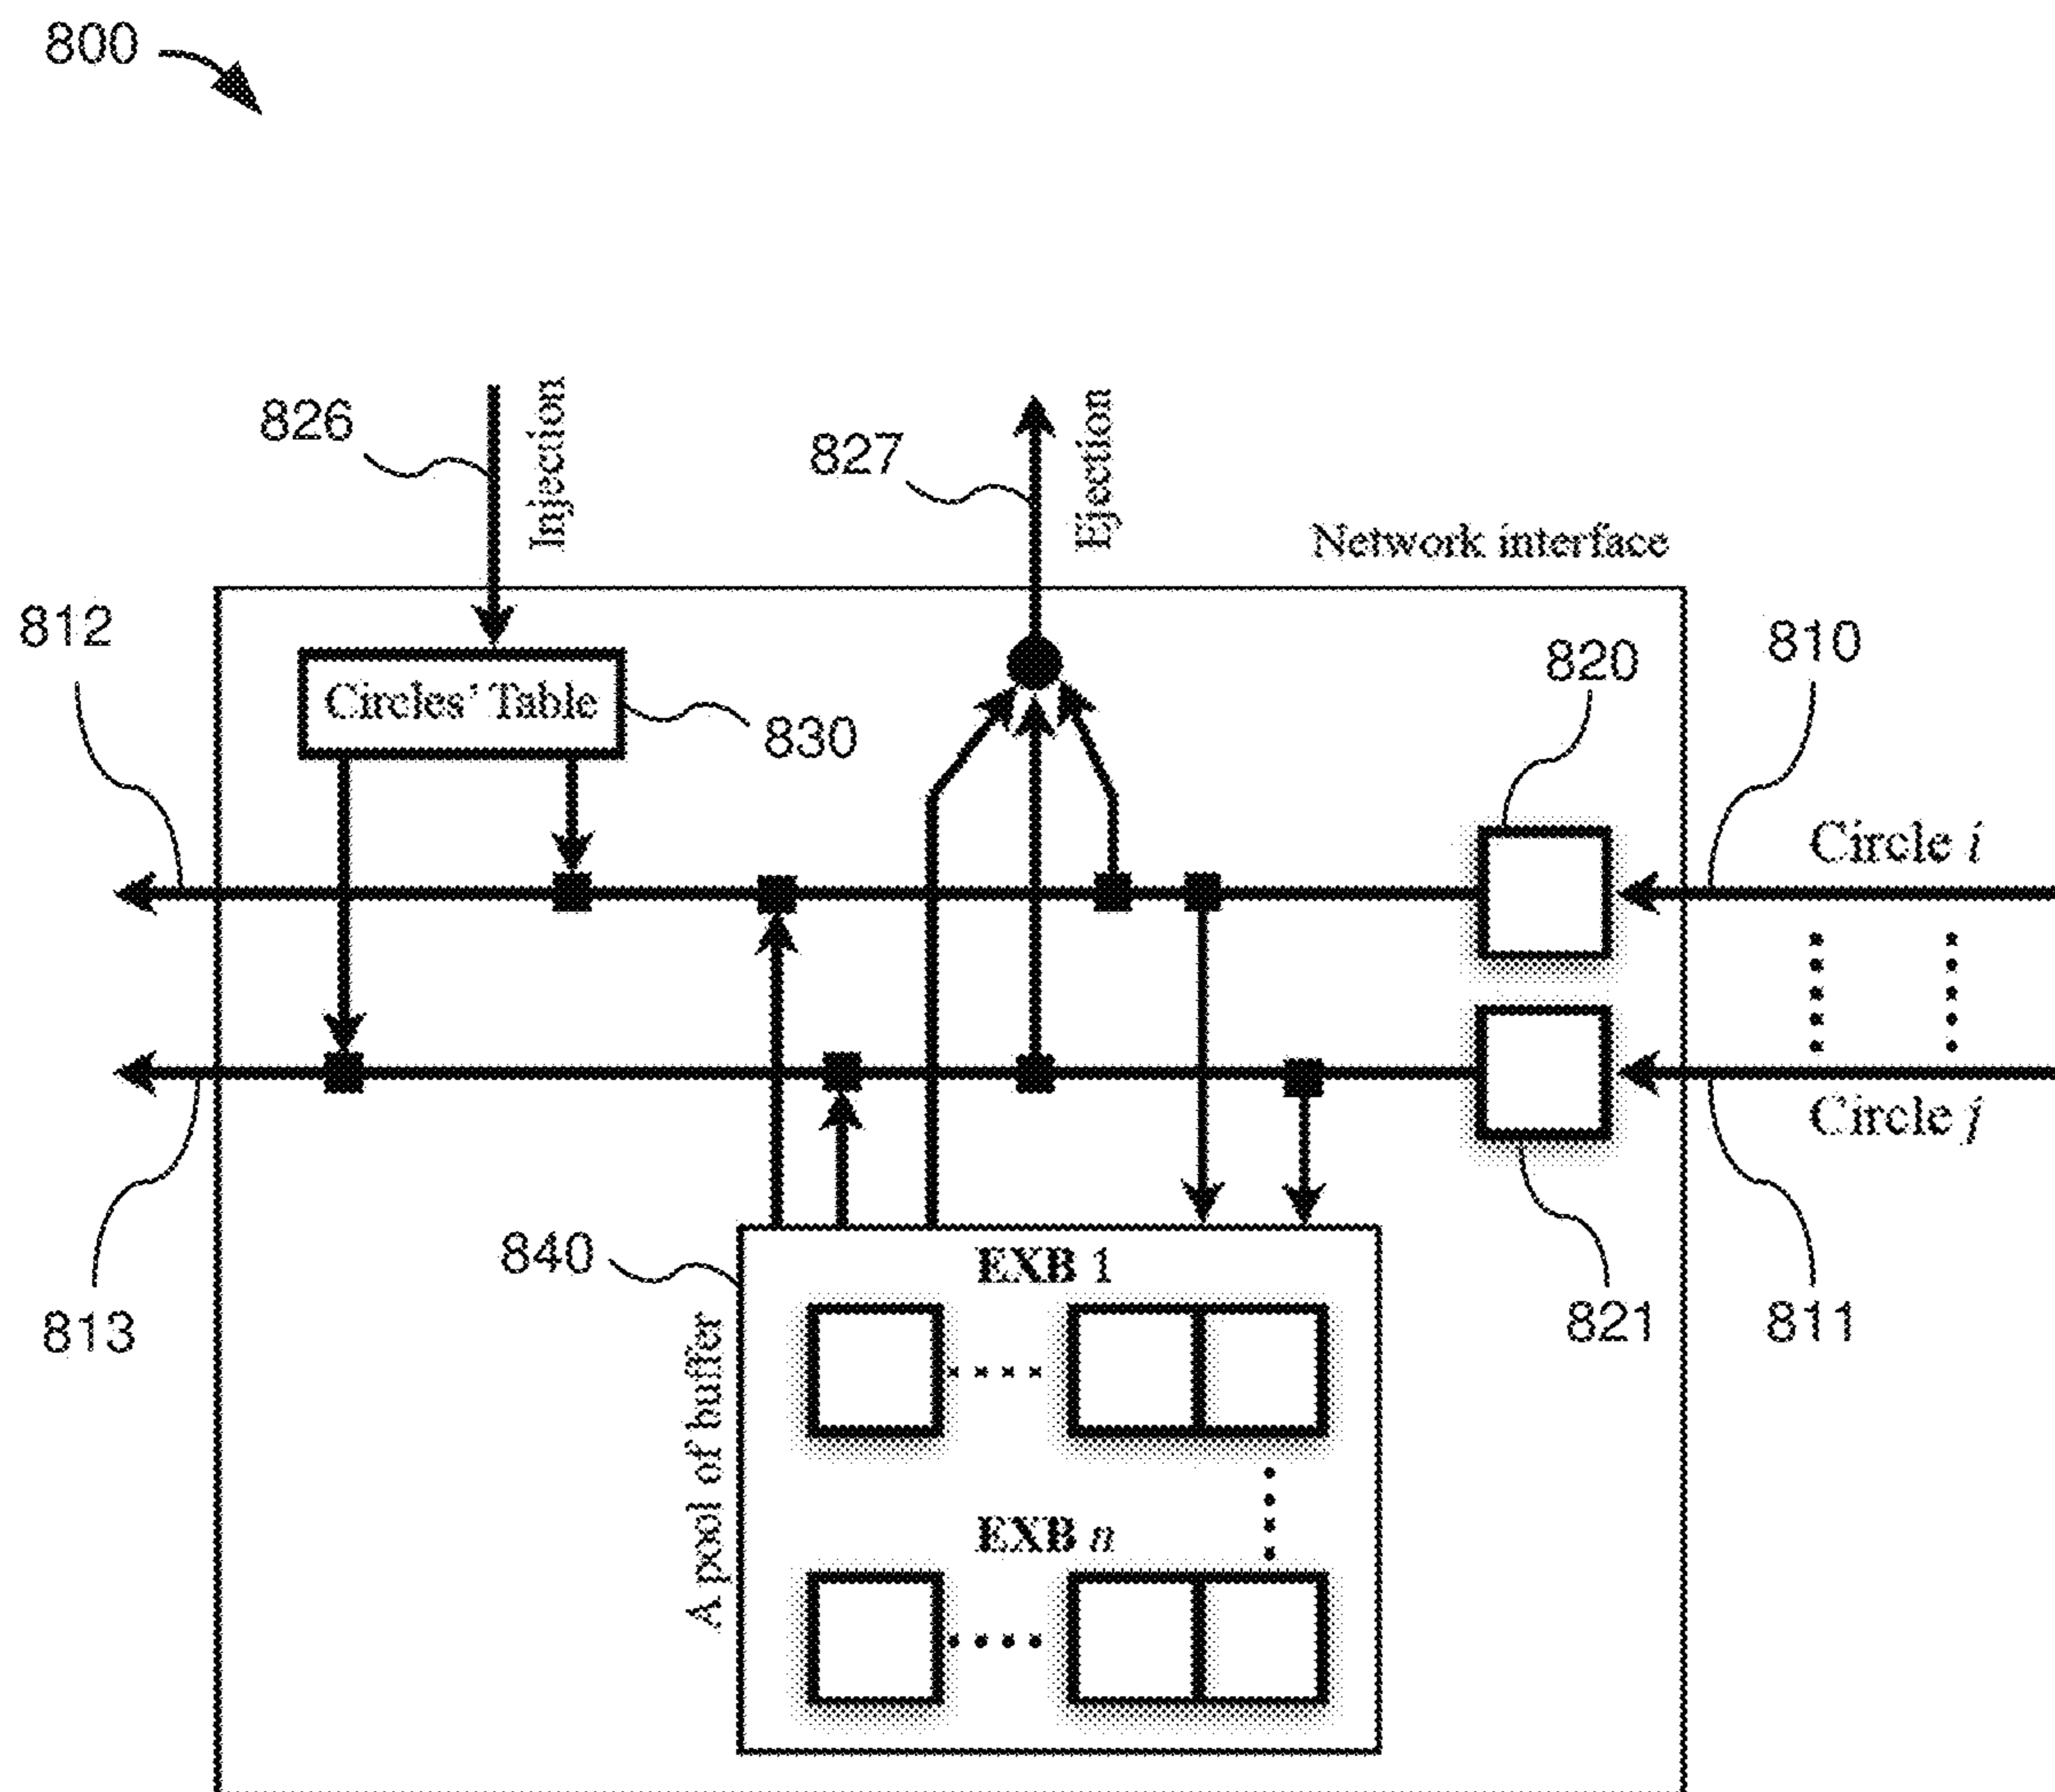 800
826
Injection
827
Ejection
Network interface
812
Circles' Table
830
820
810
Circle i
Circle j
840
EXB 1
813
A pool of buffer
821
811
EXB n